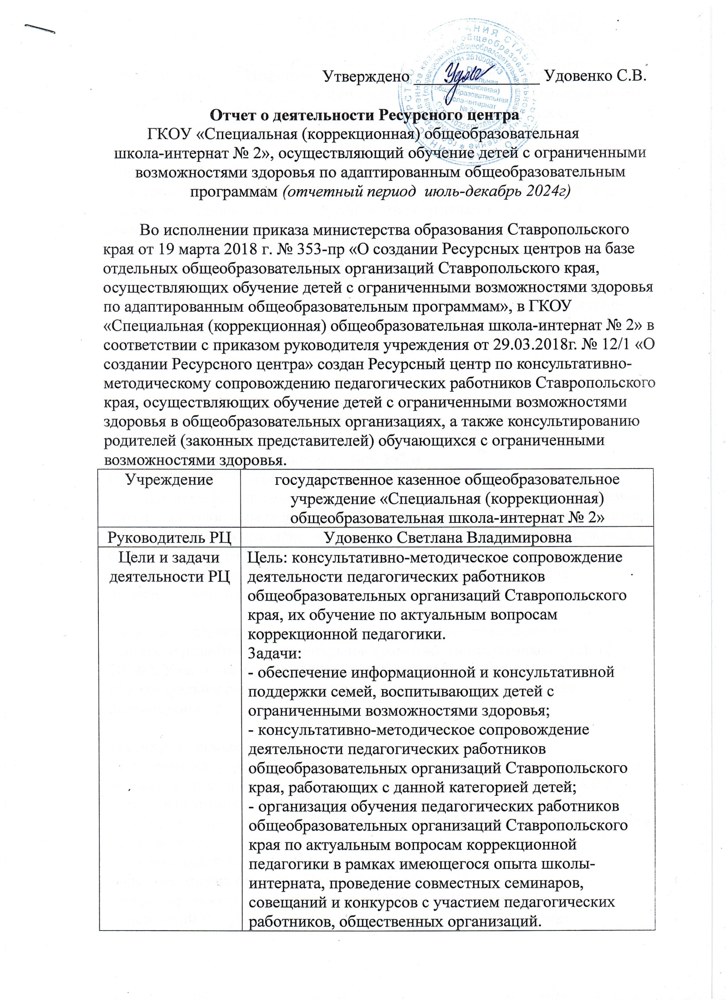 Утверждено ________________ Удовенко С.В.
Отчет о деятельности Ресурсного центра
ГКОУ «Специальная (коррекционная) общеобразовательная
школа-интернат № 2», осуществляющий обучение детей с ограниченными
возможностями здоровья по адаптированным общеобразовательным
программам (отчетный период июль-декабрь 2024г)
Во исполнении приказа министерства образования Ставропольского
края от 19 марта 2018 г. № 353-пр «О создании Ресурсных центров на базе
отдельных общеобразовательных организаций Ставропольского края,
осуществляющих обучение детей с ограниченными возможностями здоровья
по адаптированным общеобразовательным программам», в ГКОУ
«Специальная (коррекционная) общеобразовательная школа-интернат № 2» в
соответствии с приказом руководителя учреждения от 29.03.2018г. № 12/1 «О
создании Ресурсного центра» создан Ресурсный центр по консультативно-
методическому сопровождению педагогических работников Ставропольского
края, осуществляющих обучение детей с ограниченными возможностями
здоровья в общеобразовательных организациях, а также консультированию
родителей (законных представителей) обучающихся с ограниченными
возможностями здоровья.
Учреждение
государственное казенное общеобразовательное
учреждение «Специальная (коррекционная)
общеобразовательная школа-интернат № 2»
Руководитель РЦ
Удовенко Светлана Владимировна
Цели и задачи
деятельности РЦ
Цель: консультативно-методическое сопровождение
деятельности педагогических работников
общеобразовательных организаций Ставропольского
края, их обучение по актуальным вопросам
коррекционной педагогики.
Задачи:
- обеспечение информационной и консультативной
поддержки семей, воспитывающих детей с
ограниченными возможностями здоровья;
- консультативно-методическое сопровождение
деятельности педагогических работников
общеобразовательных организаций Ставропольского
края, работающих с данной категорией детей;
- организация обучения педагогических работников
общеобразовательных организаций Ставропольского
края по актуальным вопросам коррекционной
педагогики в рамках имеющегося опыта школы-
интерната, проведение совместных семинаров,
совещаний и конкурсов с участием педагогических
работников, общественных организаций.